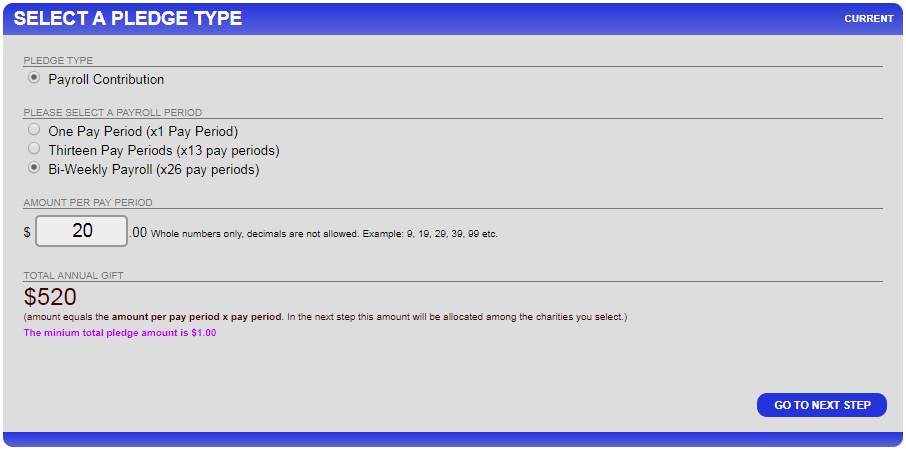 SELECT A PLEDGE TYPE
CURRENT
PLEDGE TYPE
Payroll Contribution
PLEASE SELECT A PAYROLL PERIOD
One Pay Period (x1 Pay Period)
Thirteen Pay Periods (x13 pay periods)
Bi-Weekly Payroll (x26 pay periods)
AMOUNT PER PAY PERIOD
$ 20 .00 Whole numbers only, decimals are not allowed. Example: 9, 19, 29, 39, 99 etc.
TOTAL ANNUAL GIFT
$520
(amount equals the amount per pay period x pay period. In the next step this amount will be allocated among the charities you select.)
The minium total pledge amount is $1.00
GO TO NEXT STEP